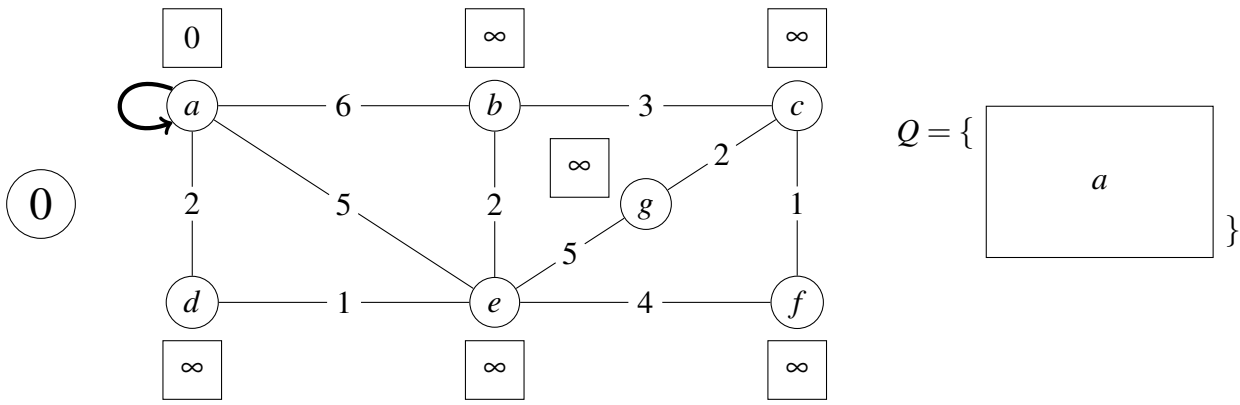 0 ∞ ∞
a 6 b 3 c
Q = {
∞ 2
0 2 5 2 g 1 a
5
}
d 1 e 4 f
∞ ∞ ∞